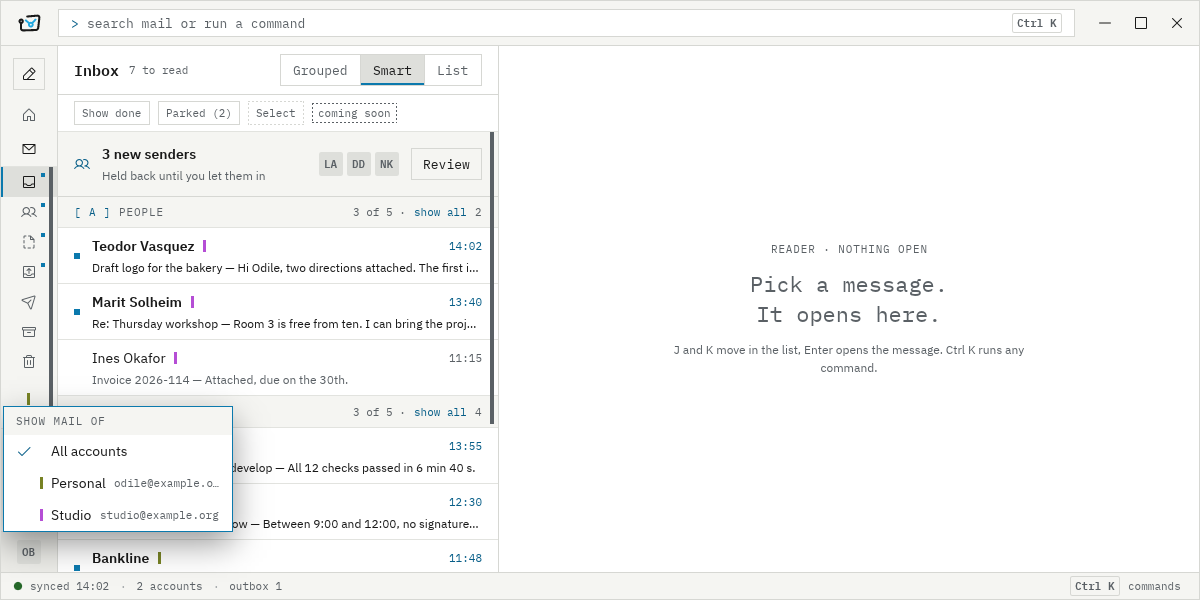 > search mail or run a command Ctrl K
Inbox 7 to read Grouped Smart List
Show done Parked (2) Select coming soon
3 new senders
Held back until you let them in
LA DD NK Review
[ A ] PEOPLE 3 of 5 · show all 2
Teodor Vasquez 14:02
Draft logo for the bakery — Hi Odile, two directions attached. The first i…
Marit Solheim 13:40
Re: Thursday workshop — Room 3 is free from ten. I can bring the proj…
Ines Okafor 11:15
Invoice 2026-114 — Attached, due on the 30th.
3 of 5 · show all 4
13:55
develop — All 12 checks passed in 6 min 40 s.
12:30
— Between 9:00 and 12:00, no signature…
Bankline 11:48
SHOW MAIL OF
All accounts
Personal odile@example.o…
Studio studio@example.org
OB
READER · NOTHING OPEN
Pick a message.
It opens here.
J and K move in the list, Enter opens the message. Ctrl K runs any
command.
synced 14:02 · 2 accounts · outbox 1 Ctrl K commands